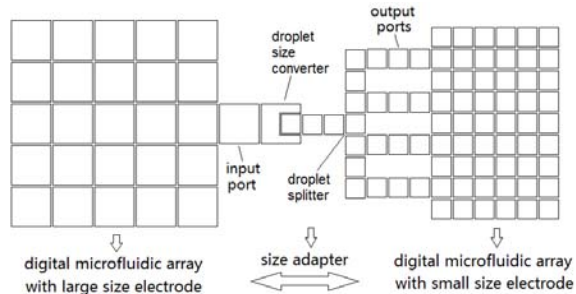 output
ports
droplet
size
converter
input
port
droplet
splitter
digital microfluidic array
with large size electrode
size adapter
digital microfluidic array
with small size electrode